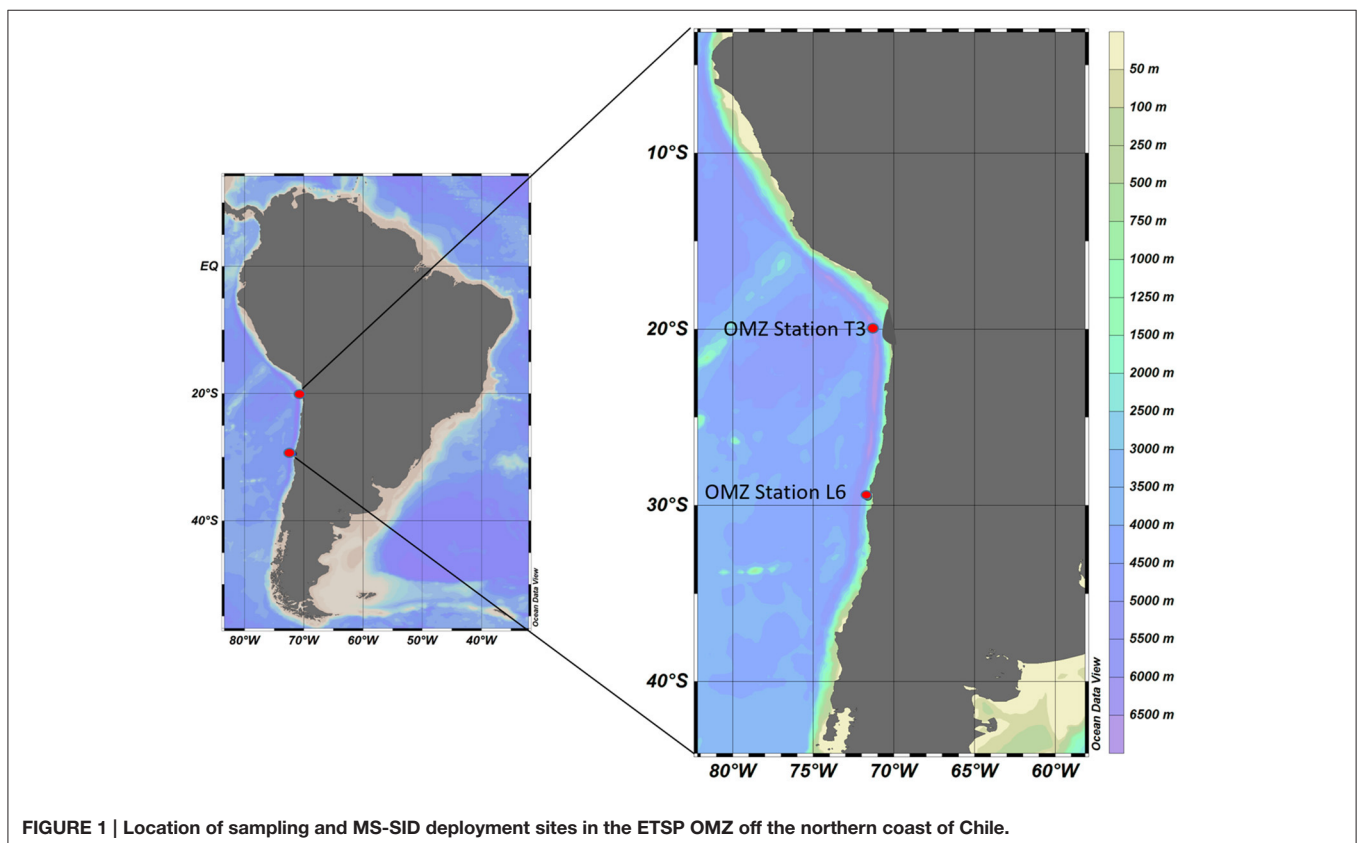 EQ
20°S
40°S
80°W 70°W 60°W 50°W 40°W
Ocean Data View
10°S
20°S
30°S
40°S
80°W 75°W 70°W 65°W 60°W
OMZ Station T3
OMZ Station L6
Ocean Data View
50 m
100 m
250 m
500 m
750 m
1000 m
1250 m
1500 m
2000 m
2500 m
3000 m
3500 m
4000 m
4500 m
5000 m
5500 m
6000 m
6500 m
FIGURE 1 | Location of sampling and MS-SID deployment sites in the ETSP OMZ off the northern coast of Chile.